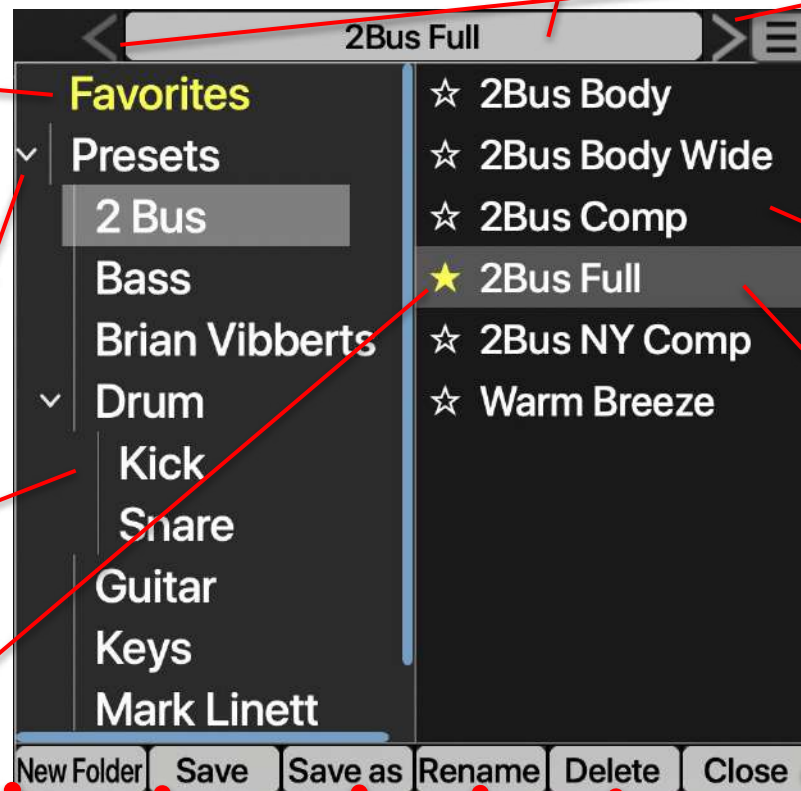 2Bus Full
Favorites
Presets
2 Bus
Bass
Brian Vibberts
Drum
Kick
Snare
Guitar
Keys
Mark Linett
2Bus Body
2Bus Body Wide
2Bus Comp
2Bus Full
2Bus NY Comp
Warm Breeze
New Folder
Save
Save as
Rename
Delete
Close